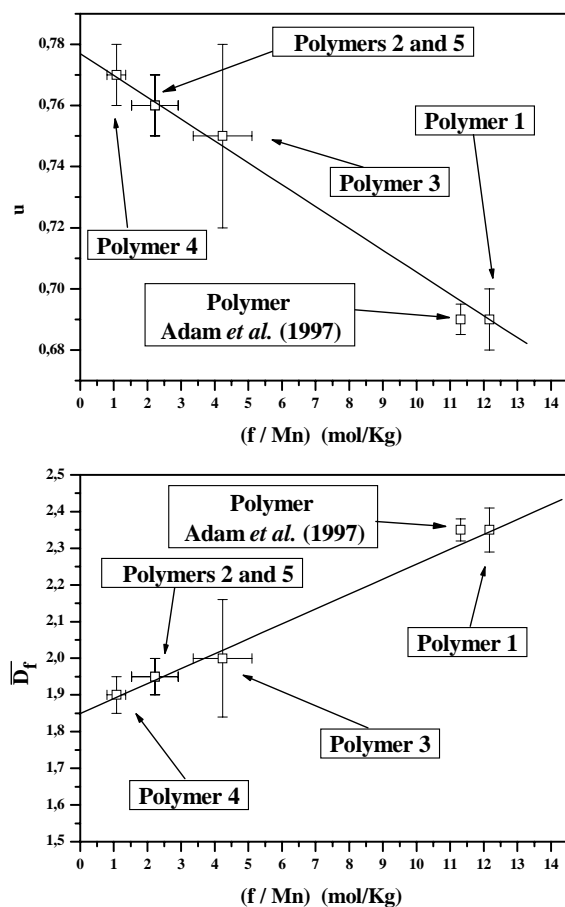 0,78
0,76
0,74
0,72
0,70
0,68
u
Polymers 2 and 5
Polymer 1
Polymer 3
Polymer 4
Polymer
Adam et al. (1997)
0 1 2 3 4 5 6 7 8 9 10 11 12 13 14
(f / Mn) (mol/Kg)
2,5
2,4
2,3
2,2
2,1
2,0
1,9
1,8
1,7
1,6
1,5
D̅f
Polymer
Adam et al. (1997)
Polymers 2 and 5
Polymer 1
Polymer 3
Polymer 4
0 1 2 3 4 5 6 7 8 9 10 11 12 13 14
(f / Mn) (mol/Kg)